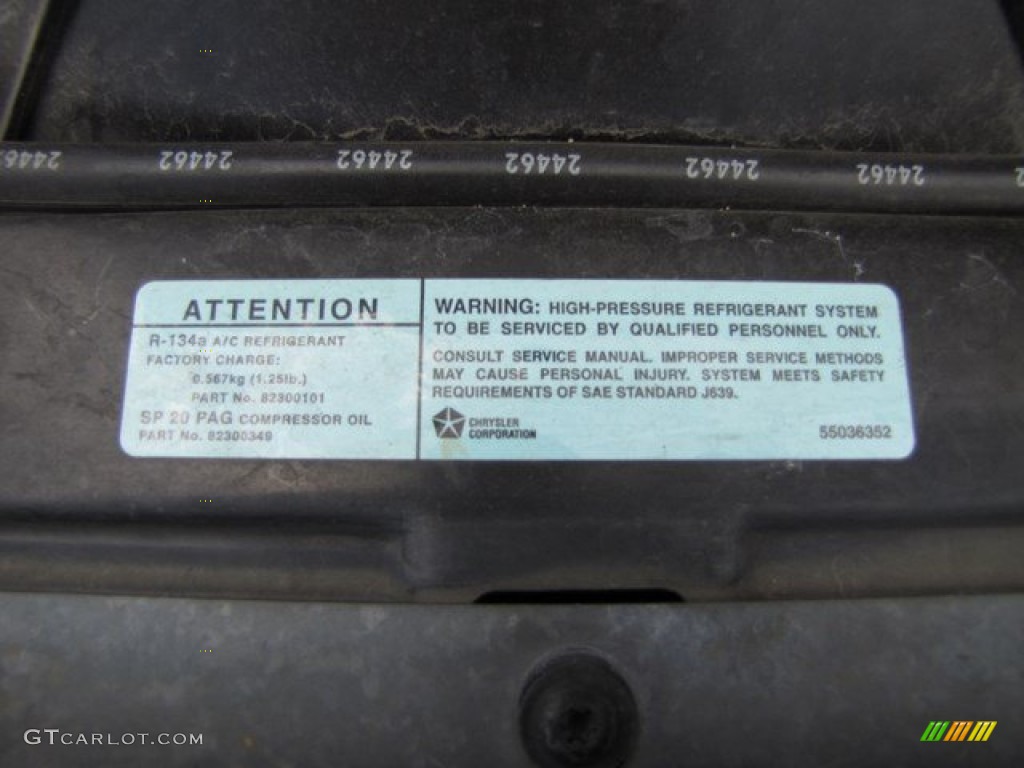 24462 24462 24462 24462 24462 24462
ATTENTION
R-134a A/C REFRIGERANT
FACTORY CHARGE:
0.567kg (1.25lb.)
PART No. 82300101
SP 20 PAG COMPRESSOR OIL
PART No. 82300349
WARNING: HIGH-PRESSURE REFRIGERANT SYSTEM
TO BE SERVICED BY QUALIFIED PERSONNEL ONLY.
CONSULT SERVICE MANUAL. IMPROPER SERVICE METHODS
MAY CAUSE PERSONAL INJURY. SYSTEM MEETS SAFETY
REQUIREMENTS OF SAE STANDARD J639.
CHRYSLER
CORPORATION
55036352
GTCARLOT.COM